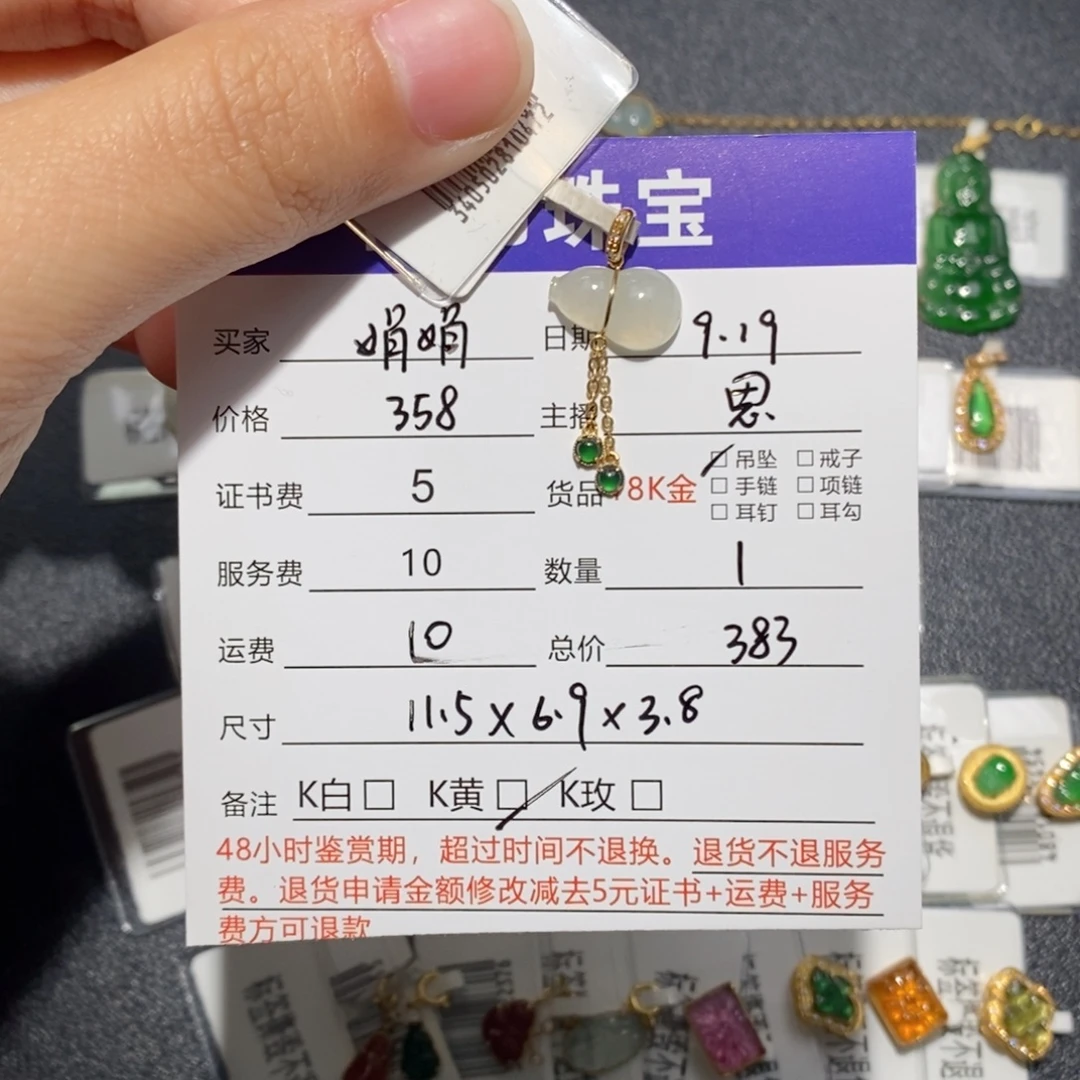 340502810672
珠宝
买家 娟娟 日期 9.19
价格 358 主播 恩
证书费 5 货品 18K金 吊坠 戒子
手链 项链
耳钉 耳勾
服务费 10 数量 1
运费 10 总价 383
尺寸 11.5×6.9×3.8
备注 K白 K黄 K玫
48小时鉴赏期，超过时间不退换。退货不退服务
费。退货申请金额修改减去5元证书+运费+服务
费方可退款